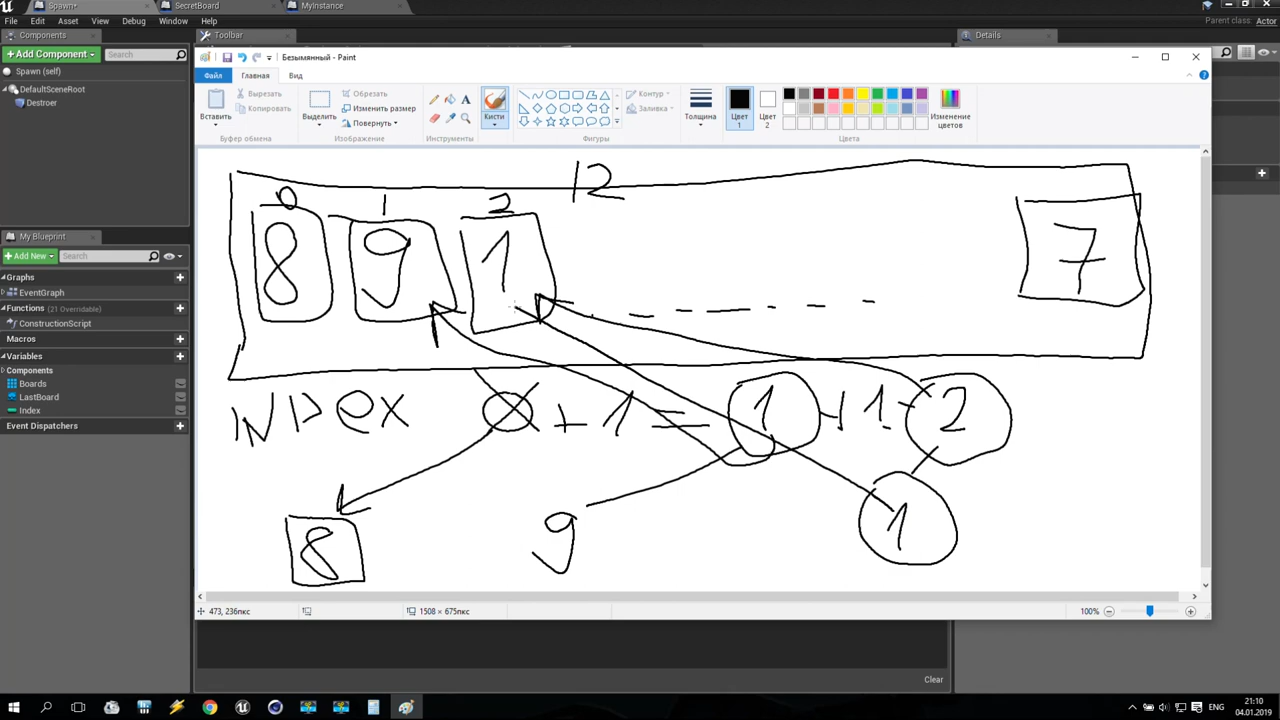 Spawn*
SecretBoard
MyInstance
File Edit Asset View Debug Window Help
Parent class: Actor
Components
Toolbar
Details
+ Add Component
Search
Безымянный - Paint
Spawn (self)
Файл Главная Вид
DefaultSceneRoot
Destroer
Вставить
Вырезать
Копировать
Выделить
Обрезать
Изменить размер
Повернуть
Кисти
Контур
Заливка
Толщина
Цвет 1
Цвет 2
Изменение цветов
Буфер обмена
Изображение
Инструменты
Фигуры
Цвета
12
0 1 2
8 9 1 7
My Blueprint
+ Add New
Search
Graphs
EventGraph
Functions (21 Overridable)
ConstructionScript
Macros
Variables
Components
Boards
LastBoard
Index
Event Dispatchers
INDex 0 + 1 = 1 + 1 = 2
8 9 1
473, 236пкс
1508 × 675пкс
100%
Clear
ENG
21:10
04.01.2019